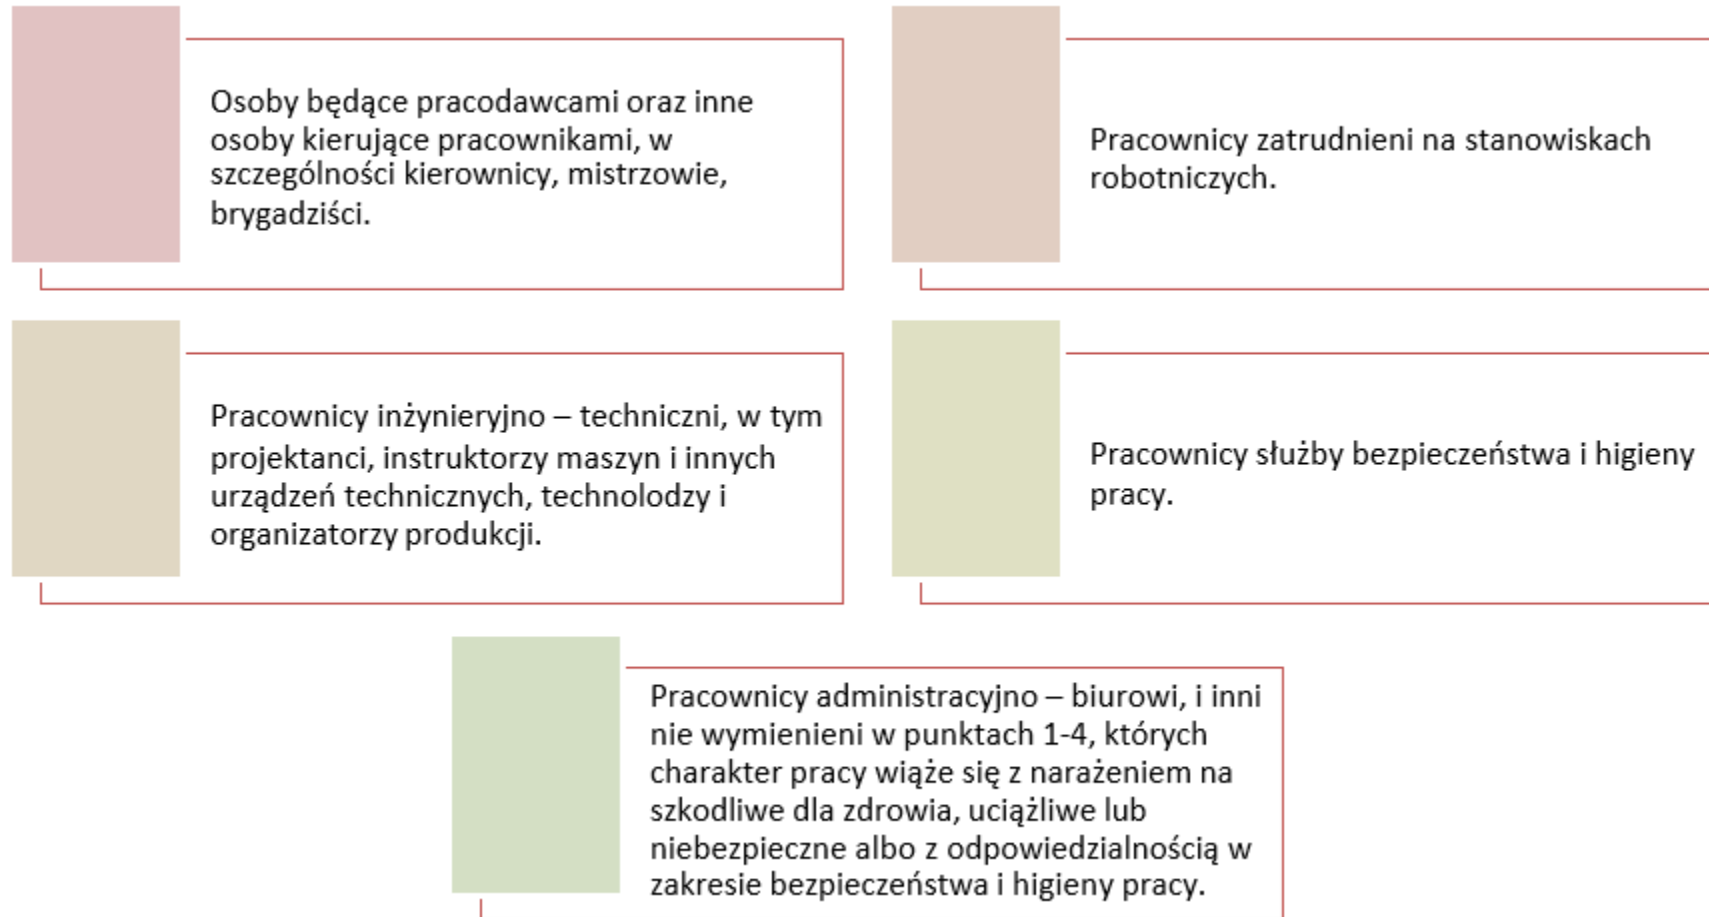 Osoby będące pracodawcami oraz inne
osoby kierujące pracownikami, w
szczególności kierownicy, mistrzowie,
brygadziści.
Pracownicy zatrudnieni na stanowiskach
robotniczych.
Pracownicy inżynieryjno – techniczni, w tym
projektanci, instruktorzy maszyn i innych
urządzeń technicznych, technolodzy i
organizatorzy produkcji.
Pracownicy służby bezpieczeństwa i higieny
pracy.
Pracownicy administracyjno – biurowi, i inni
nie wymienieni w punktach 1-4, których
charakter pracy wiąże się z narażeniem na
szkodliwe dla zdrowia, uciążliwe lub
niebezpieczne albo z odpowiedzialnością w
zakresie bezpieczeństwa i higieny pracy.